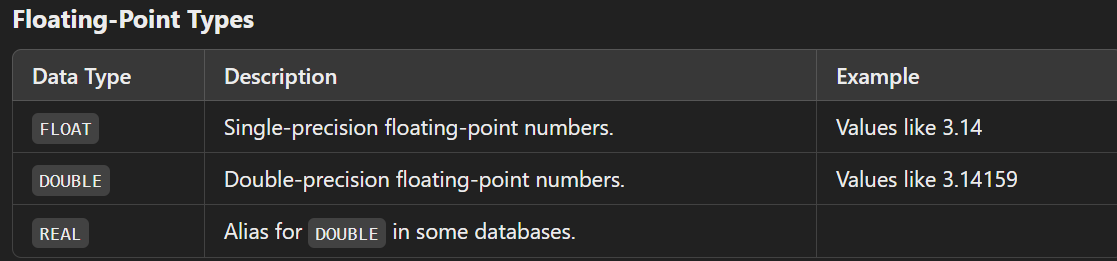 Floating-Point Types
Data Type Description Example
FLOAT Single-precision floating-point numbers. Values like 3.14
DOUBLE Double-precision floating-point numbers. Values like 3.14159
REAL Alias for DOUBLE in some databases.